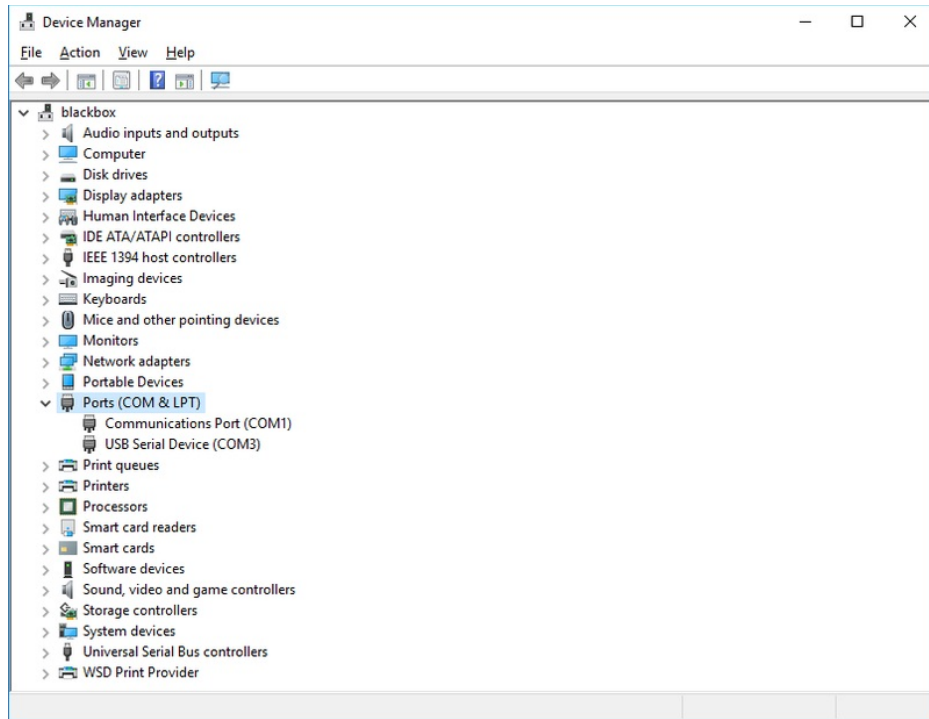 Device Manager
File Action View Help
blackbox
Audio inputs and outputs
Computer
Disk drives
Display adapters
Human Interface Devices
IDE ATA/ATAPI controllers
IEEE 1394 host controllers
Imaging devices
Keyboards
Mice and other pointing devices
Monitors
Network adapters
Portable Devices
Ports (COM & LPT)
Communications Port (COM1)
USB Serial Device (COM3)
Print queues
Printers
Processors
Smart card readers
Smart cards
Software devices
Sound, video and game controllers
Storage controllers
System devices
Universal Serial Bus controllers
WSD Print Provider